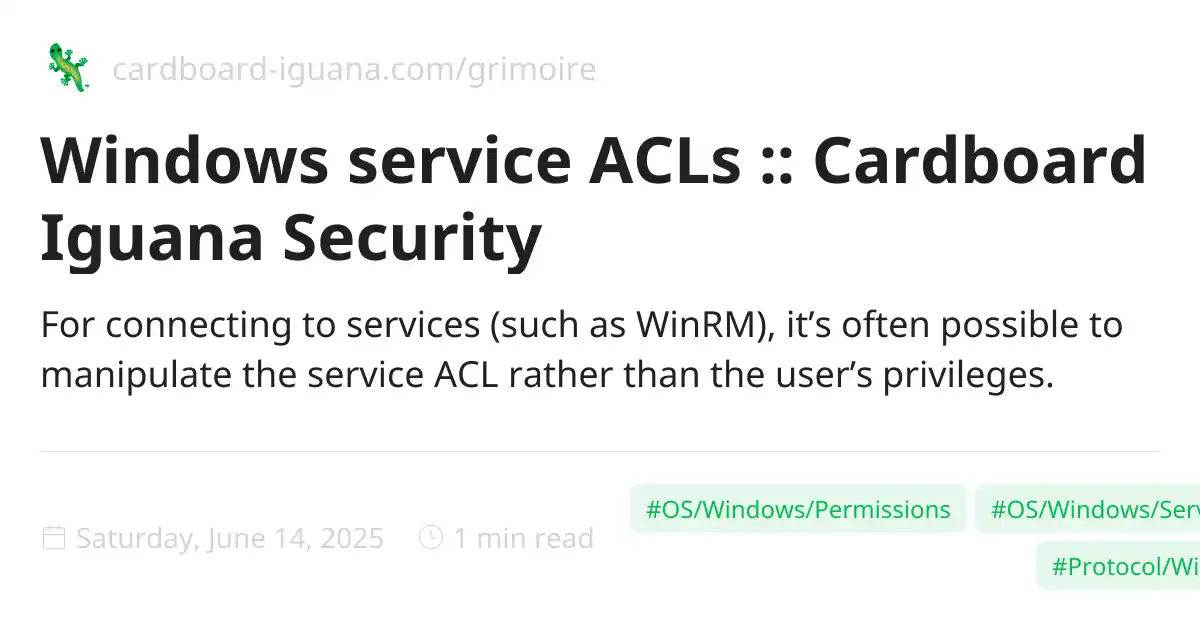 cardboard-iguana.com/grimoire
Windows service ACLs :: Cardboard
Iguana Security
For connecting to services (such as WinRM), it’s often possible to
manipulate the service ACL rather than the user’s privileges.
#OS/Windows/Permissions #OS/Windows/Serv
Saturday, June 14, 2025 1 min read
#Protocol/Wi